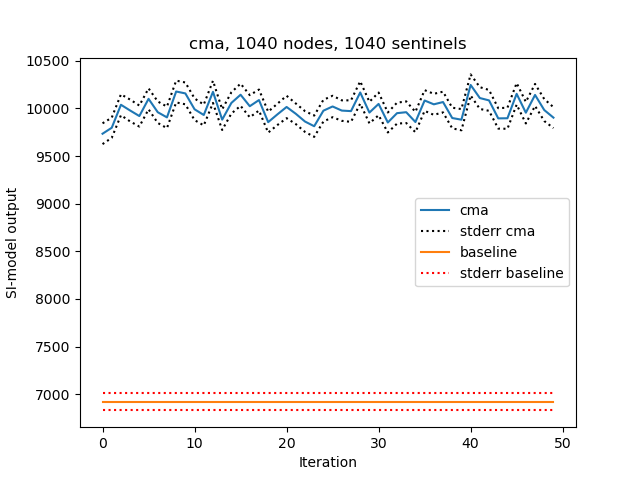 cma, 1040 nodes, 1040 sentinels
10500
10000
9500
9000
8500
8000
7500
7000
SI-model output
cma
stderr cma
baseline
stderr baseline
0
10
20
30
40
50
Iteration